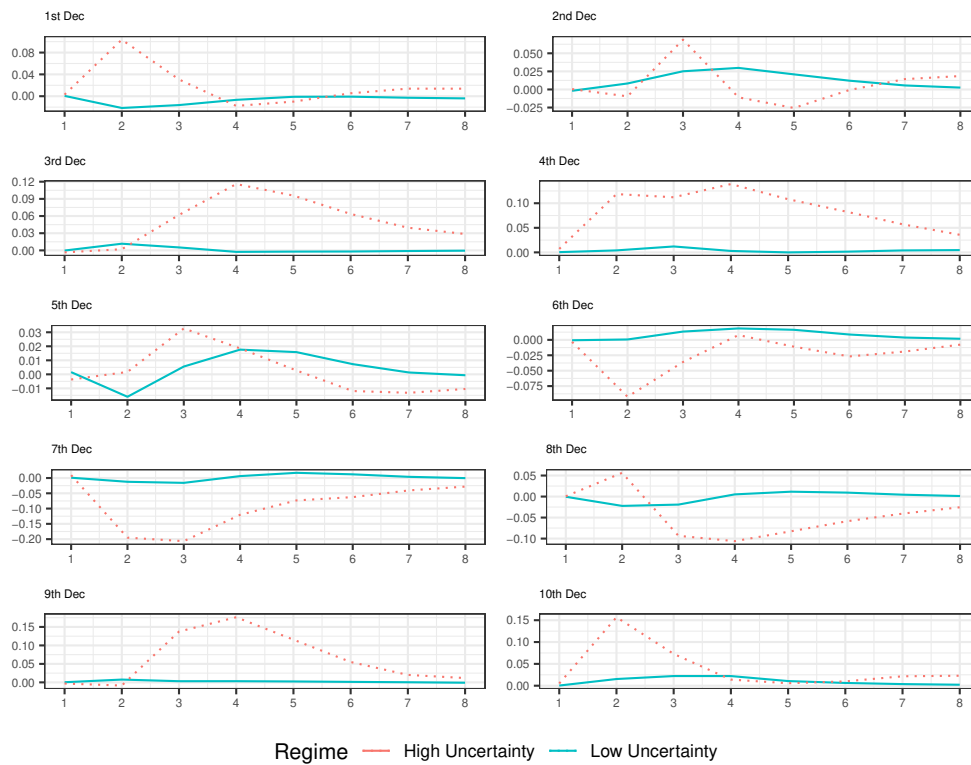 1st Dec
0.08
0.04
0.00
1 2 3 4 5 6 7 8
2nd Dec
0.050
0.025
0.000
−0.025
1 2 3 4 5 6 7 8
3rd Dec
0.12
0.09
0.06
0.03
0.00
1 2 3 4 5 6 7 8
4th Dec
0.10
0.05
0.00
1 2 3 4 5 6 7 8
5th Dec
0.03
0.02
0.01
0.00
−0.01
1 2 3 4 5 6 7 8
6th Dec
0.000
−0.025
−0.050
−0.075
1 2 3 4 5 6 7 8
7th Dec
0.00
−0.05
−0.10
−0.15
−0.20
1 2 3 4 5 6 7 8
8th Dec
0.05
0.00
−0.05
−0.10
1 2 3 4 5 6 7 8
9th Dec
0.15
0.10
0.05
0.00
1 2 3 4 5 6 7 8
10th Dec
0.15
0.10
0.05
0.00
1 2 3 4 5 6 7 8
Regime High Uncertainty Low Uncertainty